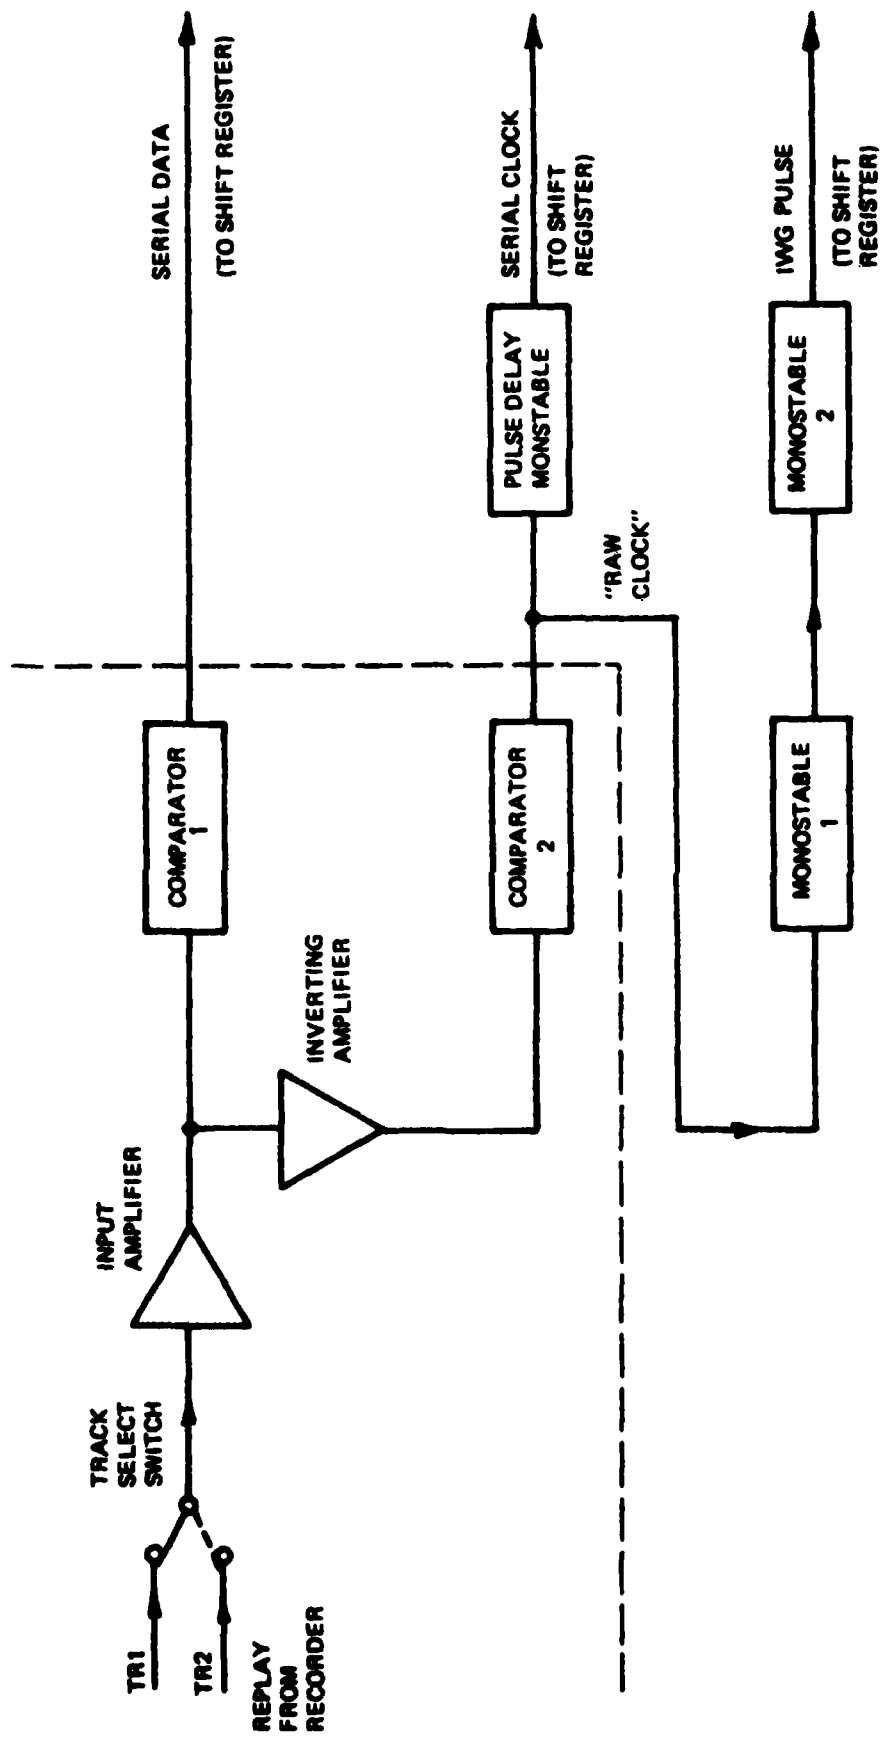 TR1
TR2
REPLAY
FROM
RECORDER
TRACK
SELECT
SWITCH
INPUT
AMPLIFIER
INVERTING
AMPLIFIER
COMPARATOR
1
COMPARATOR
2
"RAW
CLOCK"
PULSE DELAY
MONSTABLE
MONOSTABLE
1
MONOSTABLE
2
SERIAL DATA
(TO SHIFT REGISTER)
SERIAL CLOCK
(TO SHIFT
REGISTER)
IWG PULSE
(TO SHIFT
REGISTER)